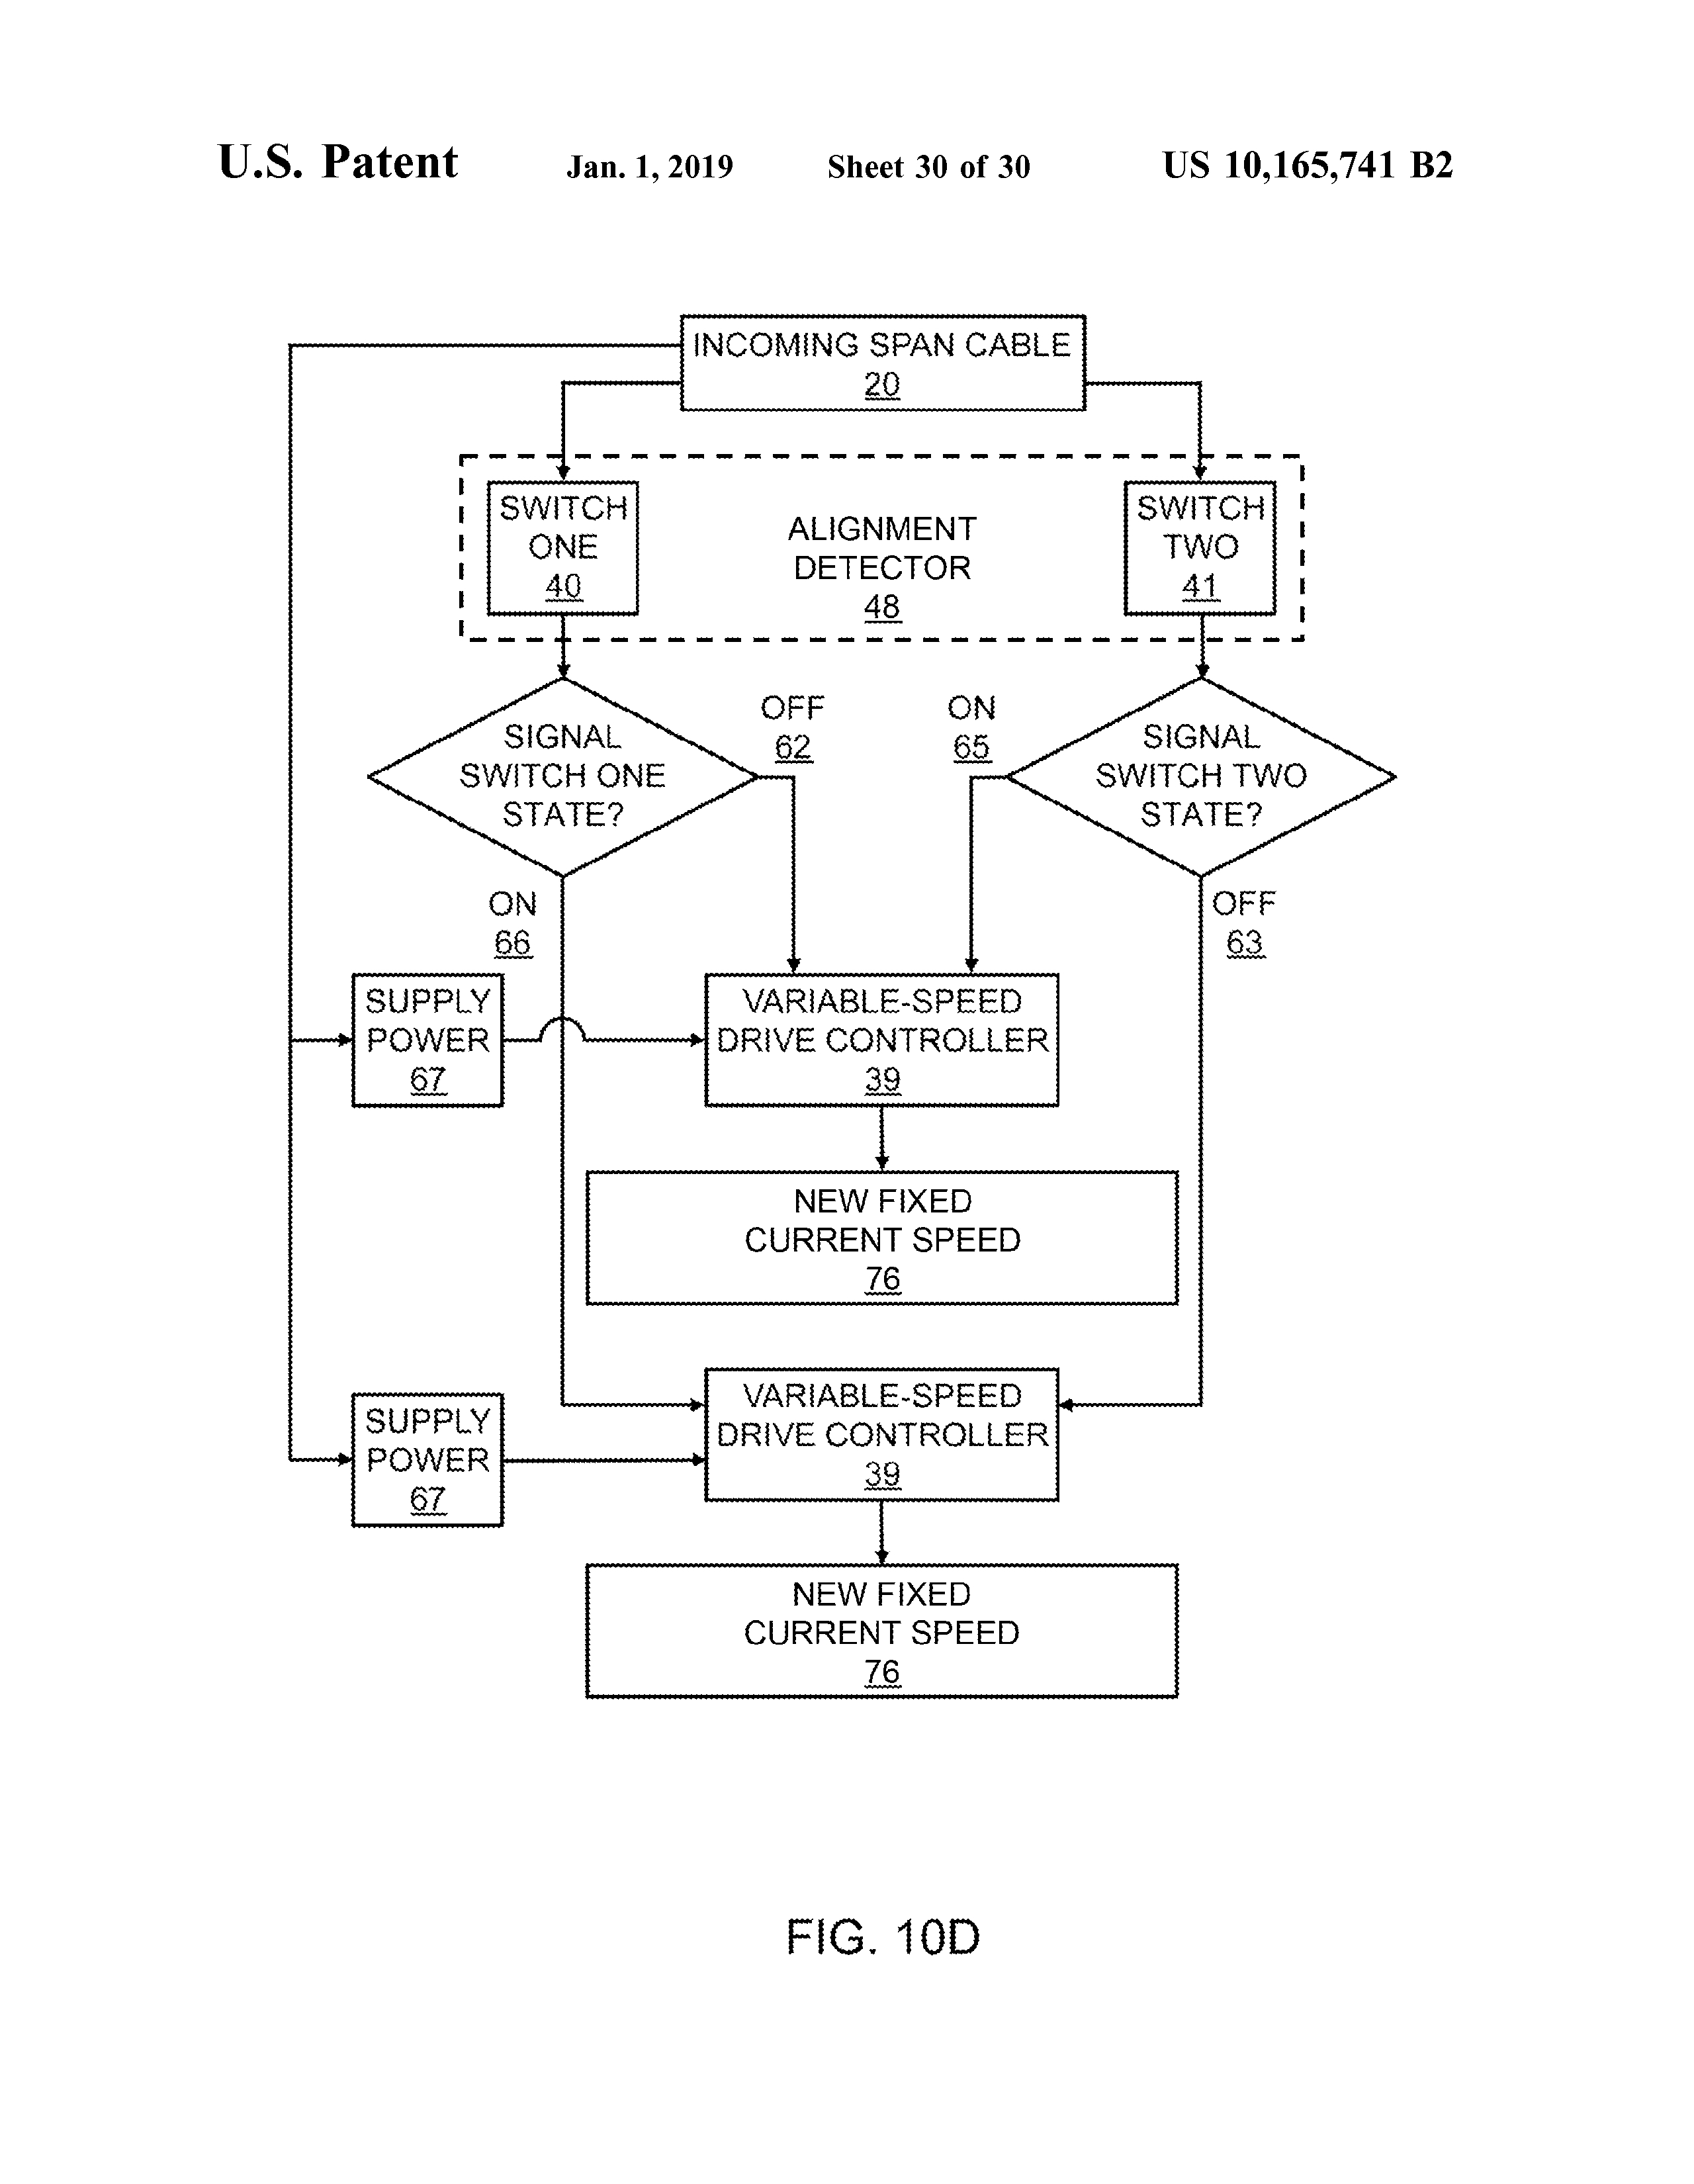 U.S. Patent Jan. 1, 2019 Sheet 30 of 30 US 10,165,741 B2
INCOMING SPAN CABLE
20
SWITCH
ONE
40
ALIGNMENT
DETECTOR
48
SWITCH
TWO
41
SIGNAL
SWITCH ONE
STATE?
OFF
62
ON
65
SIGNAL
SWITCH TWO
STATE?
ON
66
OFF
63
SUPPLY
POWER
67
VARIABLE-SPEED
DRIVE CONTROLLER
39
NEW FIXED
CURRENT SPEED
76
SUPPLY
POWER
67
VARIABLE-SPEED
DRIVE CONTROLLER
39
NEW FIXED
CURRENT SPEED
76
FIG. 10D